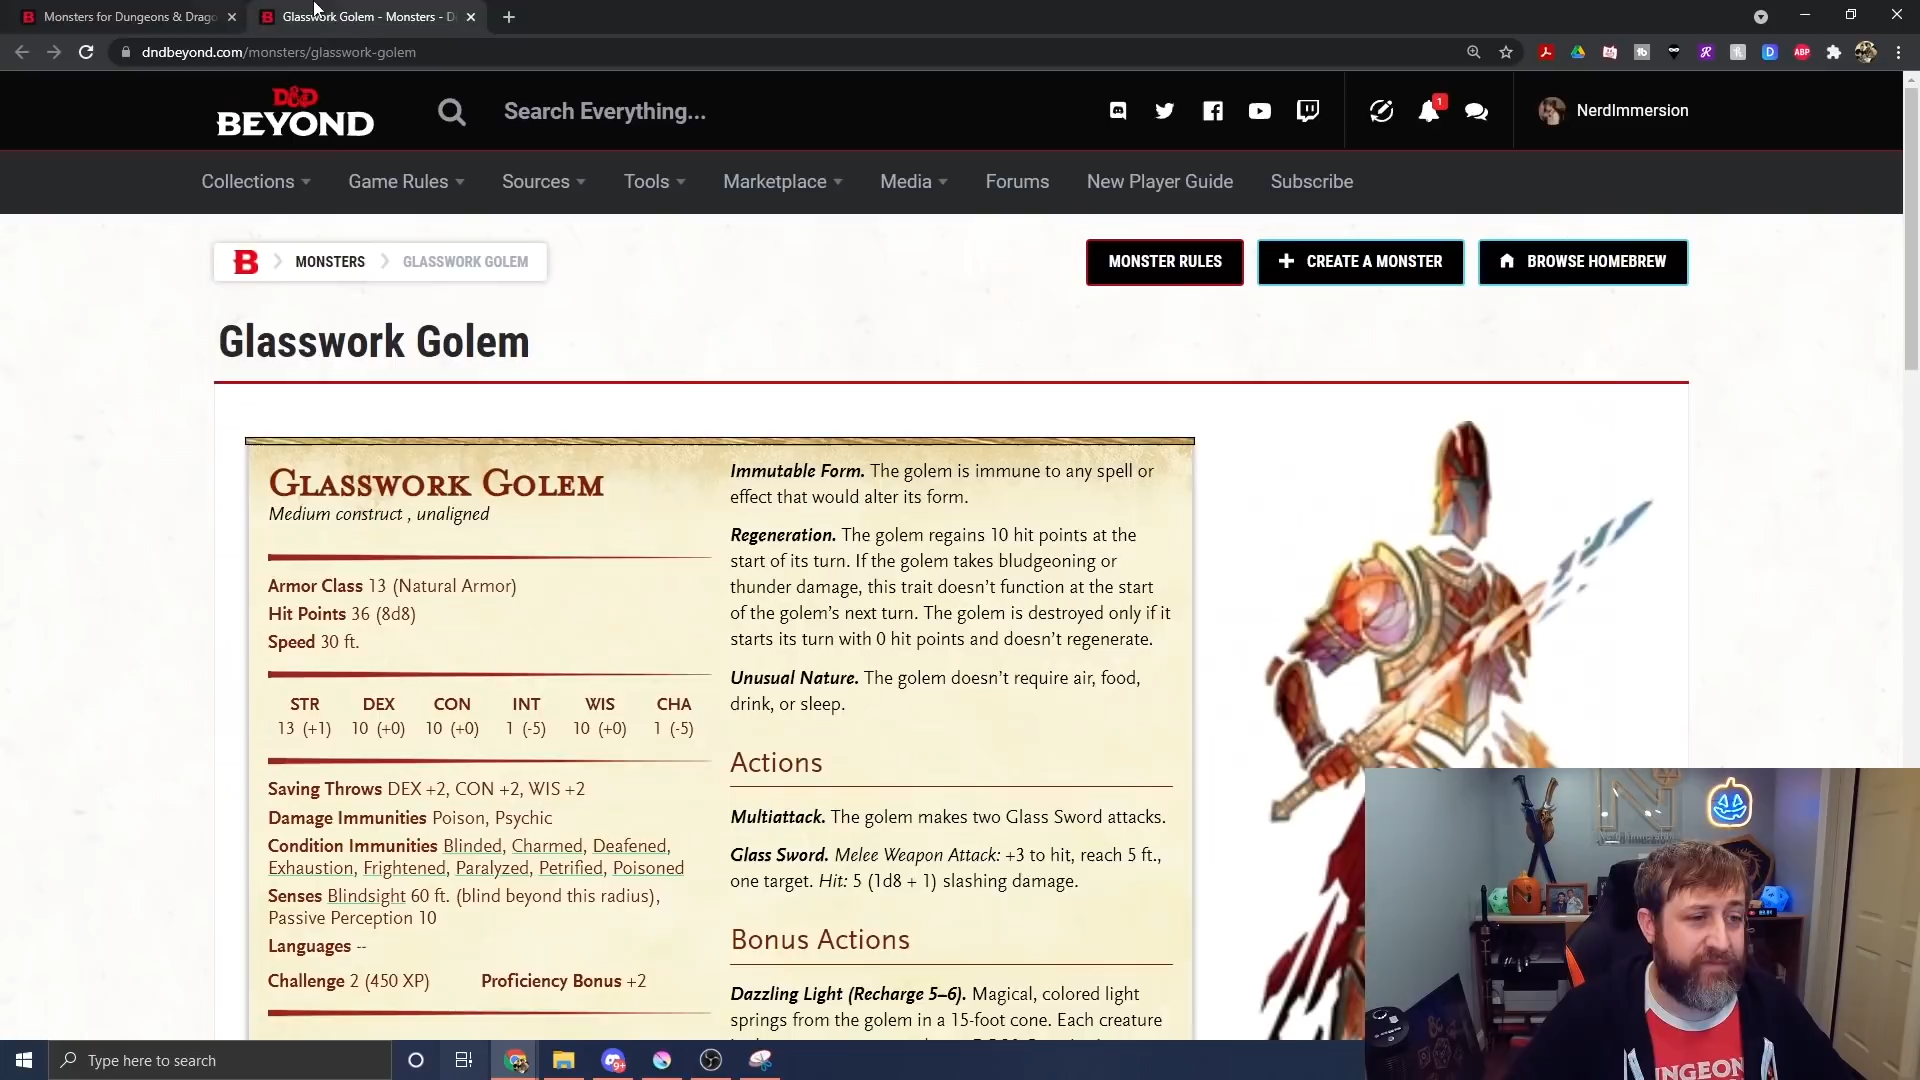 Monsters for Dungeons & Drago
Glasswork Golem - Monsters - D
dndbeyond.com/monsters/glasswork-golem
ABP
D&D
BEYOND
Search Everything...
1
NerdImmersion
Collections
Game Rules
Sources
Tools
Marketplace
Media
Forums
New Player Guide
Subscribe
B
MONSTERS
GLASSWORK GOLEM
MONSTER RULES
CREATE A MONSTER
BROWSE HOMEBREW
Glasswork Golem
GLASSWORK GOLEM
Medium construct , unaligned
Armor Class 13 (Natural Armor)
Hit Points 36 (8d8)
Speed 30 ft.
STR DEX CON INT WIS CHA
13 (+1) 10 (+0) 10 (+0) 1 (-5) 10 (+0) 1 (-5)
Saving Throws DEX +2, CON +2, WIS +2
Damage Immunities Poison, Psychic
Condition Immunities Blinded, Charmed, Deafened,
Exhaustion, Frightened, Paralyzed, Petrified, Poisoned
Senses Blindsight 60 ft. (blind beyond this radius),
Passive Perception 10
Languages --
Challenge 2 (450 XP) Proficiency Bonus +2
Immutable Form. The golem is immune to any spell or
effect that would alter its form.
Regeneration. The golem regains 10 hit points at the
start of its turn. If the golem takes bludgeoning or
thunder damage, this trait doesn't function at the start
of the golem's next turn. The golem is destroyed only if it
starts its turn with 0 hit points and doesn't regenerate.
Unusual Nature. The golem doesn't require air, food,
drink, or sleep.
Actions
Multiattack. The golem makes two Glass Sword attacks.
Glass Sword. Melee Weapon Attack: +3 to hit, reach 5 ft.,
one target. Hit: 5 (1d8 + 1) slashing damage.
Bonus Actions
Dazzling Light (Recharge 5–6). Magical, colored light
springs from the golem in a 15-foot cone. Each creature
Type here to search
9+